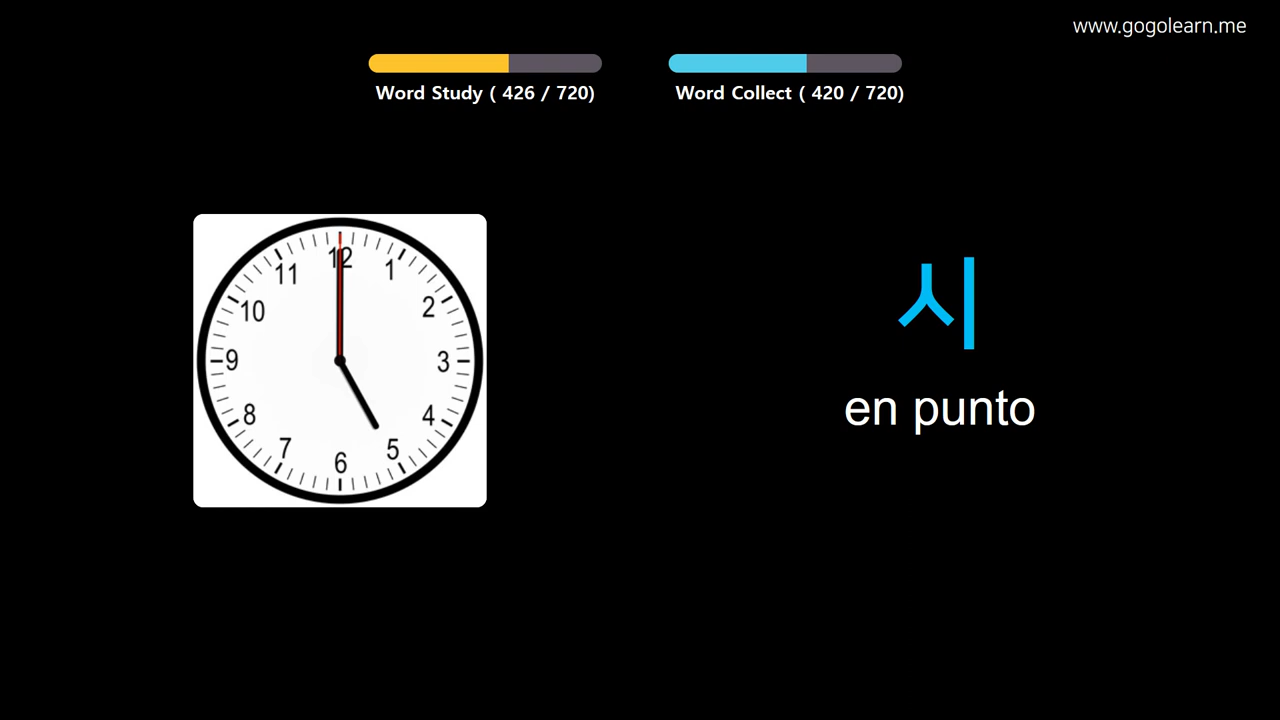 www.gogolearn.me
Word Study ( 426 / 720)
Word Collect ( 420 / 720)
12
1
2
3
4
5
6
7
8
9
10
11
시
en punto